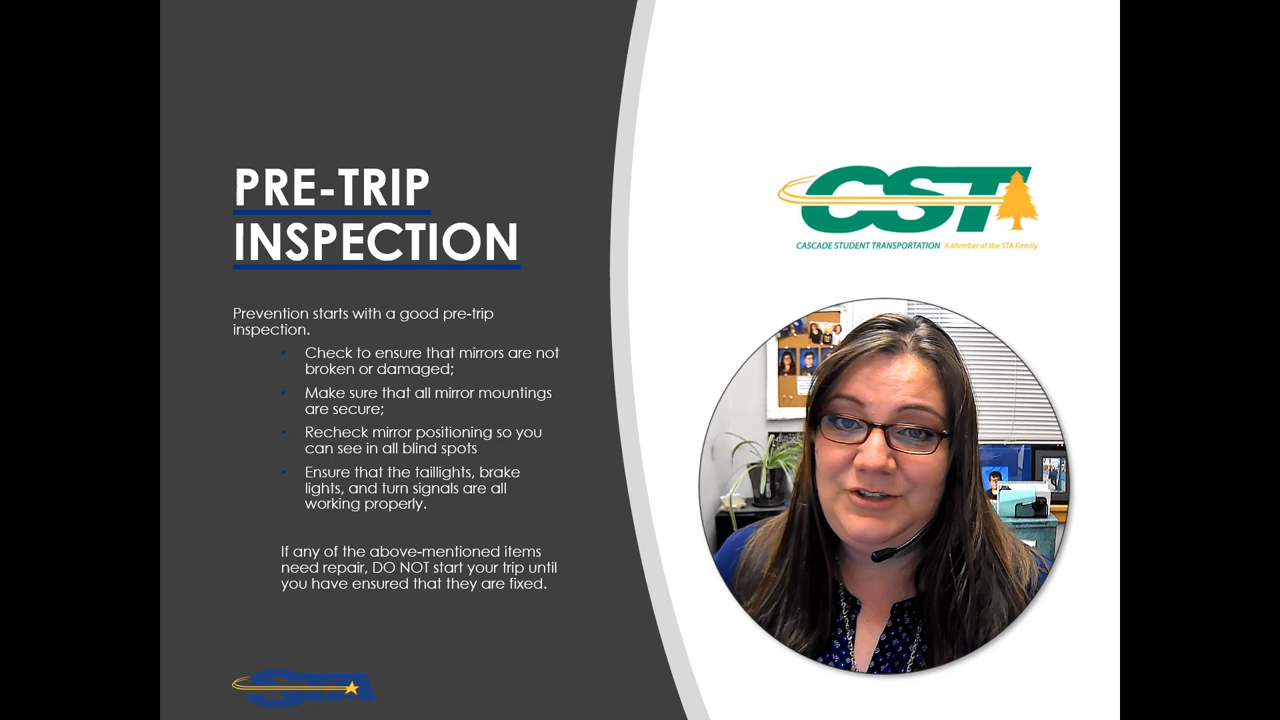 PRE-TRIP
INSPECTION
Prevention starts with a good pre-trip
inspection.
• Check to ensure that mirrors are not
broken or damaged;
• Make sure that all mirror mountings
are secure;
• Recheck mirror positioning so you
can see in all blind spots
• Ensure that the taillights, brake
lights, and turn signals are all
working properly.
If any of the above-mentioned items
need repair, DO NOT start your trip until
you have ensured that they are fixed.
STA
CST
CASCADE STUDENT TRANSPORTATION A Member of the STA Family